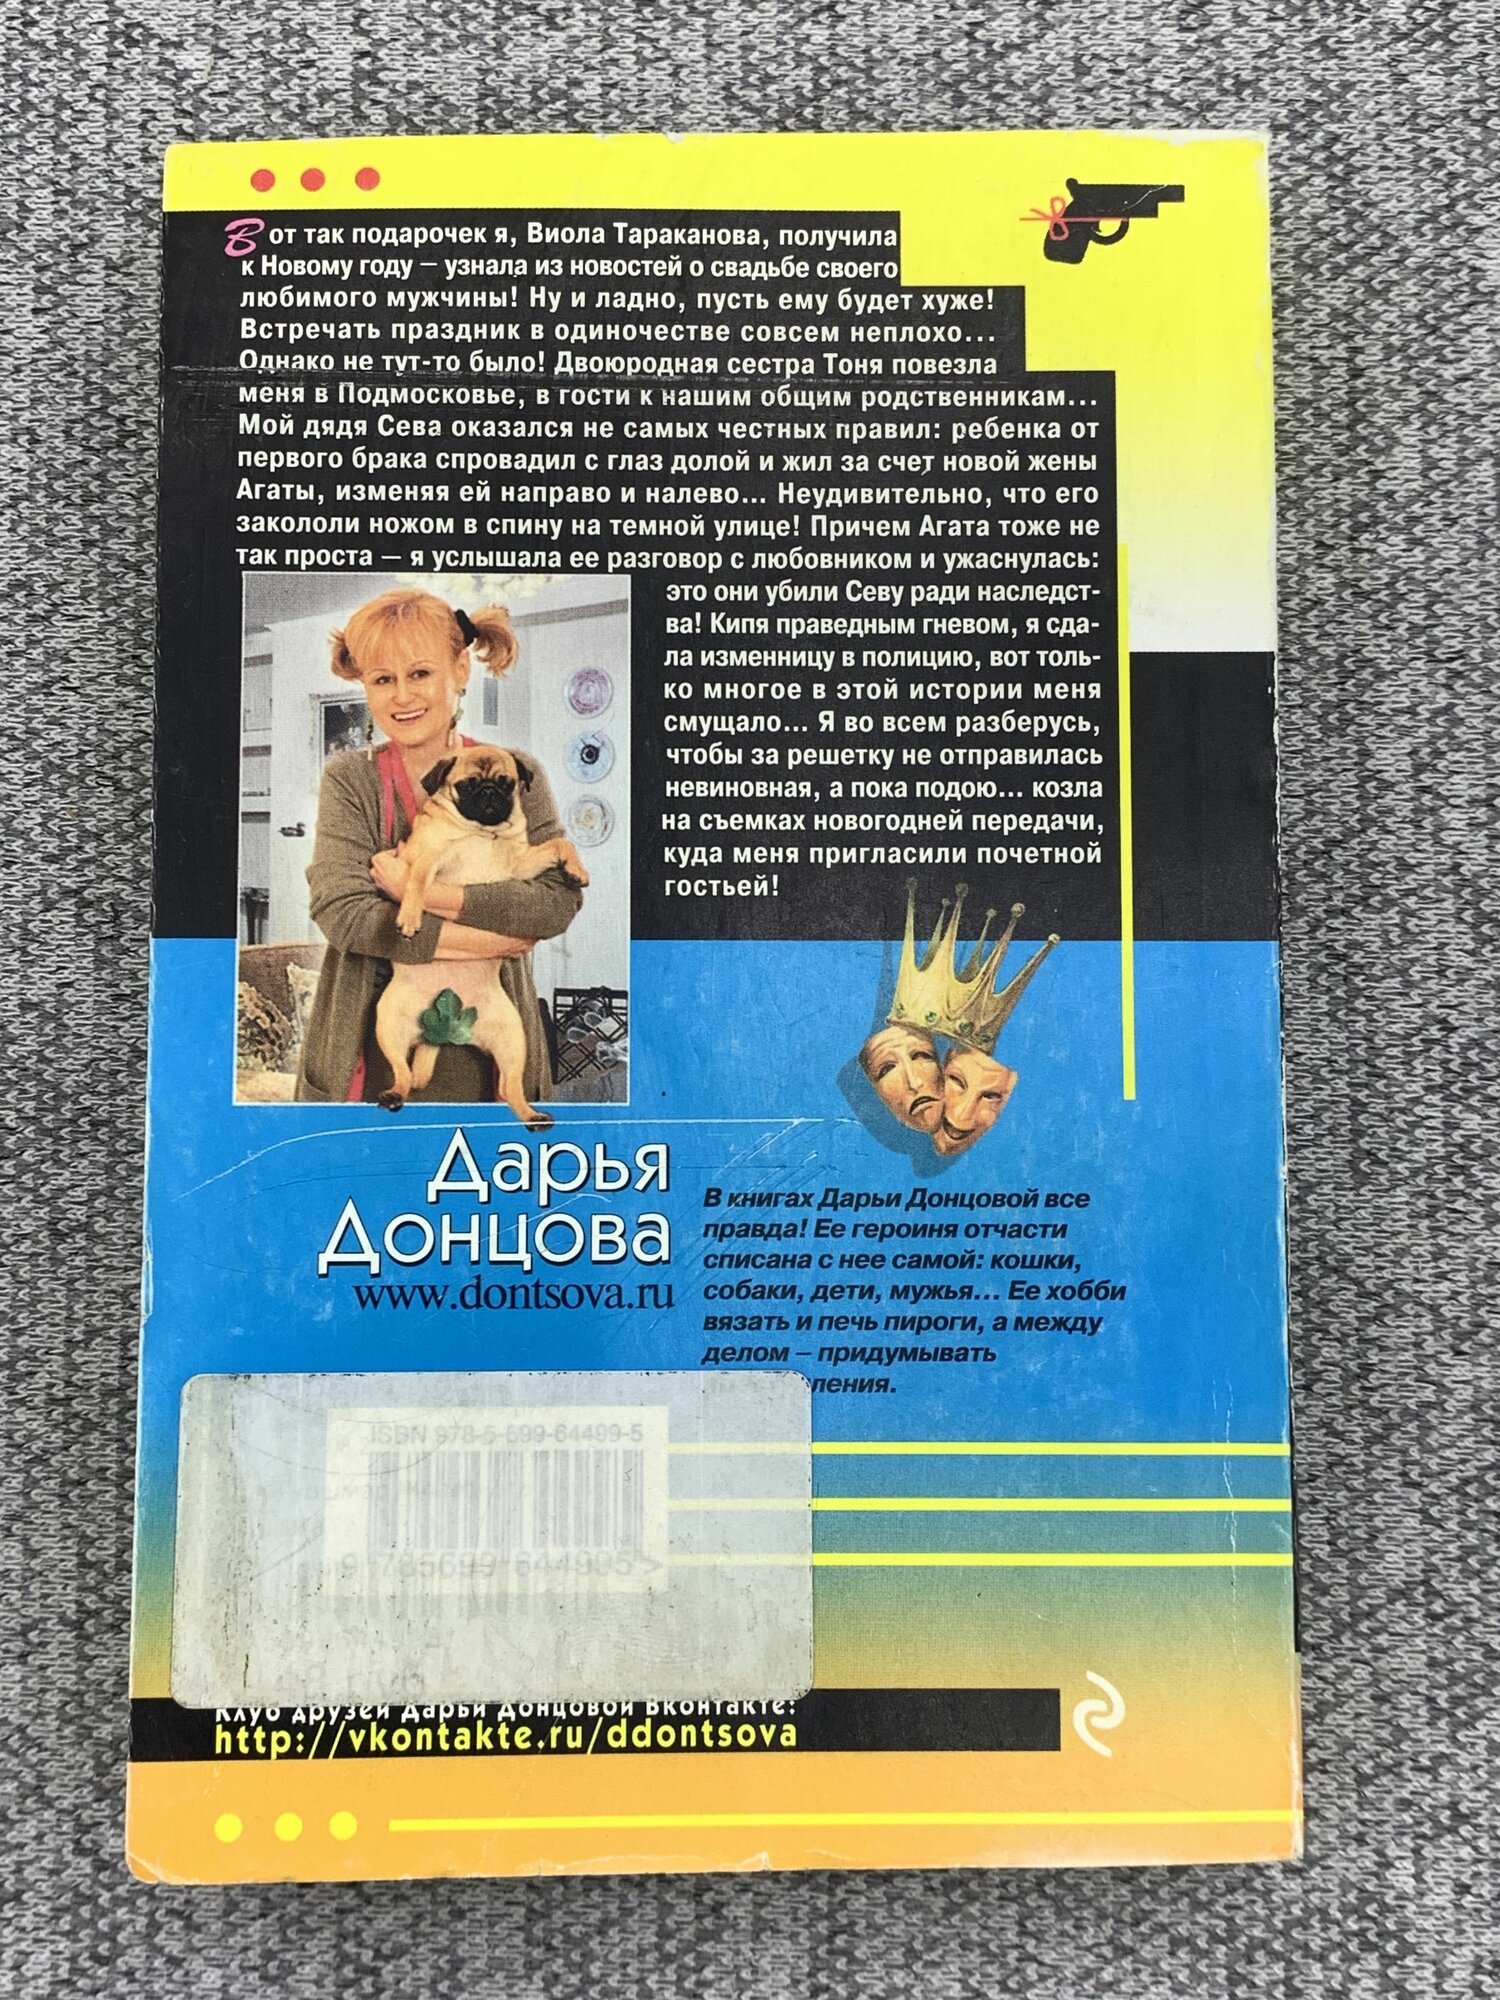 Вот так подарочек я, Виола Тараканова, получила
к Новому году – узнала из новостей о свадьбе своего
любимого мужчины! Ну и ладно, пусть ему будет хуже!
Встречать праздник в одиночестве совсем неплохо...
Однако не тут-то было! Двоюродная сестра Тоня повезла
меня в Подмосковье, в гости к нашим общим родственникам...
Мой дядя Сева оказался не самых честных правил: ребенка от
первого брака спровадил с глаз долой и жил за счет новой жены
Агаты, изменяя ей направо и налево... Неудивительно, что его
закололи ножом в спину на темной улице! Причем Агата тоже не
так проста – я услышала ее разговор с любовником и ужаснулась:
это они убили Севу ради наследст-
ва! Кипя праведным гневом, я сда-
ла изменницу в полицию, вот толь-
ко многое в этой истории меня
смущало... Я во всем разберусь,
чтобы за решетку не отправилась
невиновная, а пока подою... козла
на съемках новогодней передачи,
куда меня пригласили почетной
гостьей!
Дарья
Донцова
www.dontsova.ru
В книгах Дарьи Донцовой все
правда! Ее героиня отчасти
списана с нее самой: кошки,
собаки, дети, мужья... Ее хобби
вязать и печь пироги, а между
делом – придумывать
ISBN 978-5-699-64499-5
9 785699 644995 >
Клуб друзей Дарьи Донцовой Вконтакте:
http://vkontakte.ru/ddontsova